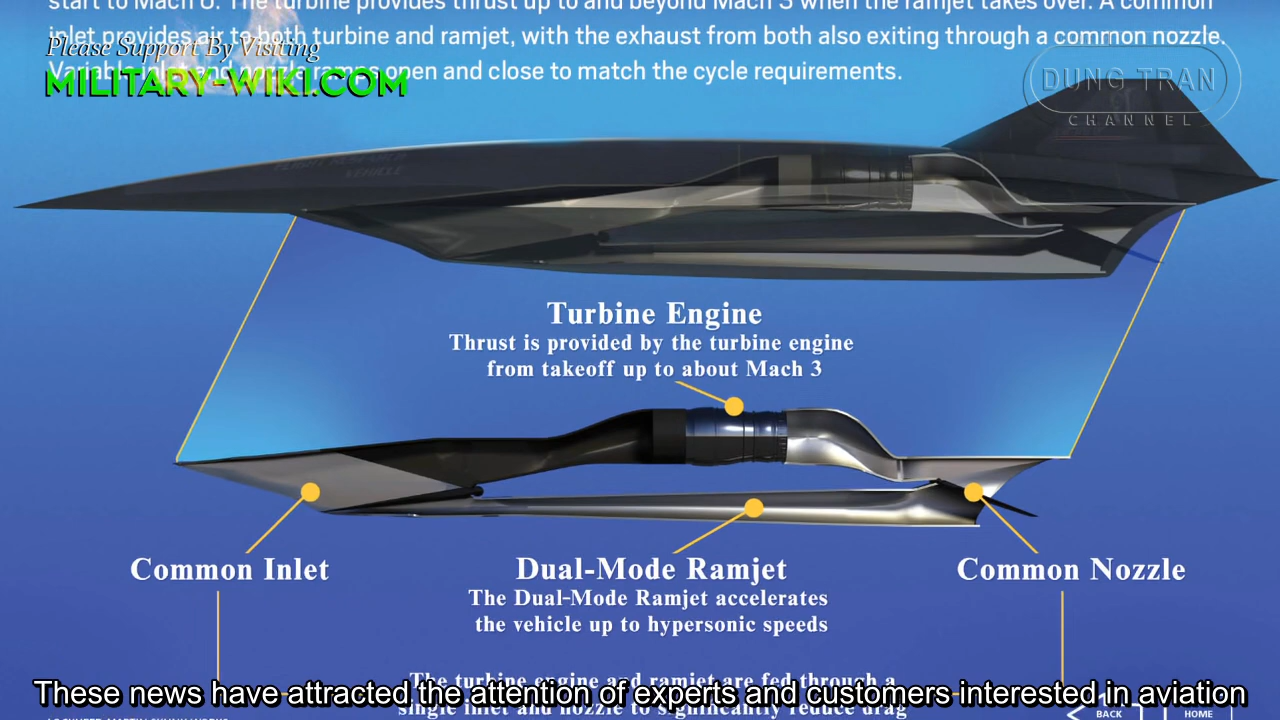 start to Mach 6. The turbine provides thrust up to and beyond Mach 3 when the ramjet takes over. A common
inlet provides air to both turbine and ramjet, with the exhaust from both also exiting through a common nozzle.
Please Support By Visiting
Variable inlet and nozzle ramps open and close to match the cycle requirements.
MILITARY-WIKI.COM
DUNG TRAN
CHANNEL
VEHICLE
Turbine Engine
Thrust is provided by the turbine engine
from takeoff up to about Mach 3
Common Inlet
Dual-Mode Ramjet
Common Nozzle
The Dual-Mode Ramjet accelerates
the vehicle up to hypersonic speeds
The turbine engine and ramjet are fed through a
These news have attracted the attention of experts and customers interested in aviation
single inlet and nozzle to significantly reduce drag
LOCKHEED MARTIN SKUNK WORKS
BACK
HOME